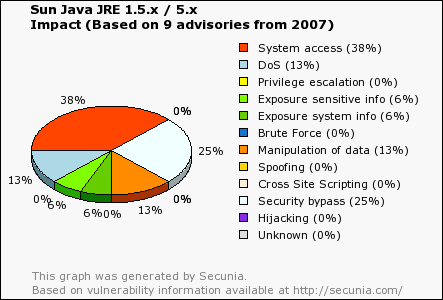 Sun Java JRE 1.5.x / 5.x
Impact (Based on 9 advisories from 2007)
System access (38%)
DoS (13%)
Privilege escalation (0%)
Exposure sensitive info (6%)
Exposure system info (6%)
Brute Force (0%)
Manipulation of data (13%)
Spoofing (0%)
Cross Site Scripting (0%)
Security bypass (25%)
Hijacking (0%)
Unknown (0%)
38%
0%
25%
13%
0%
6%
6%
0%
13%
0%
This graph was generated by Secunia.
Based on vulnerability information available at http://secunia.com/